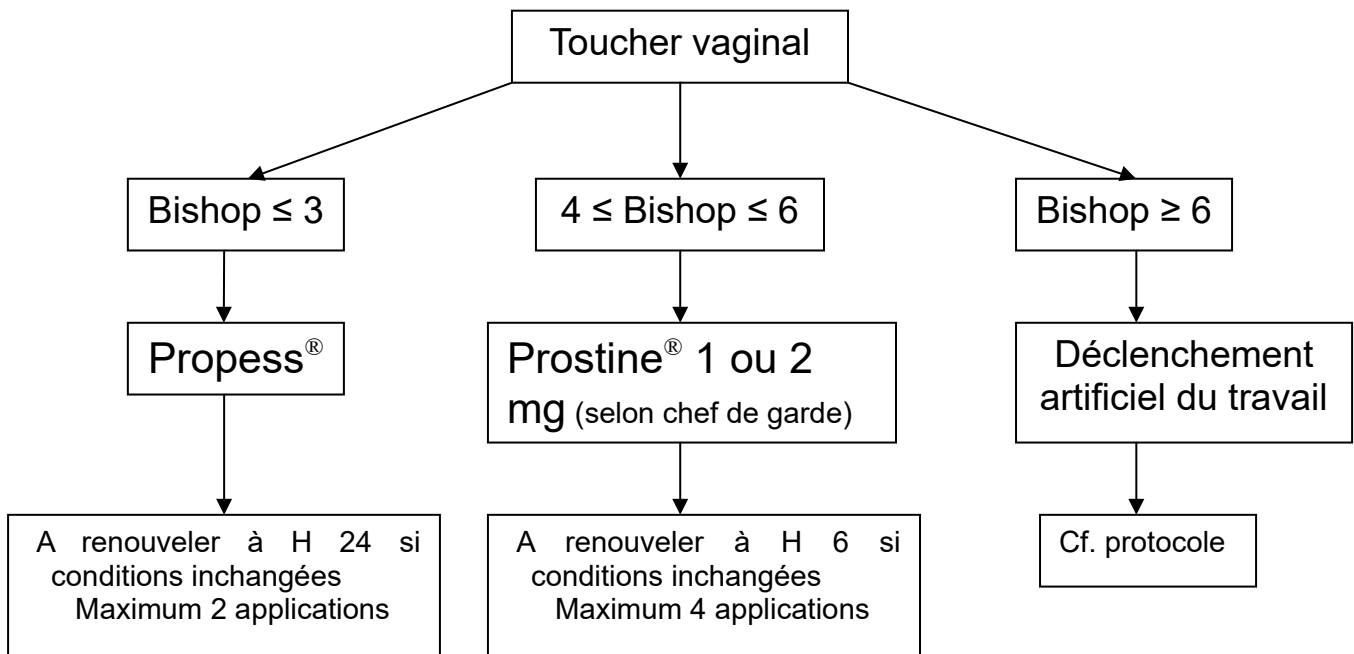 Toucher vaginal
Bishop ≤ 3
4 ≤ Bishop ≤ 6
Bishop ≥ 6
Propess®
Prostine® 1 ou 2
mg (selon chef de garde)
Déclenchement
artificiel du travail
A renouveler à H 24 si
conditions inchangées
Maximum 2 applications
A renouveler à H 6 si
conditions inchangées
Maximum 4 applications
Cf. protocole